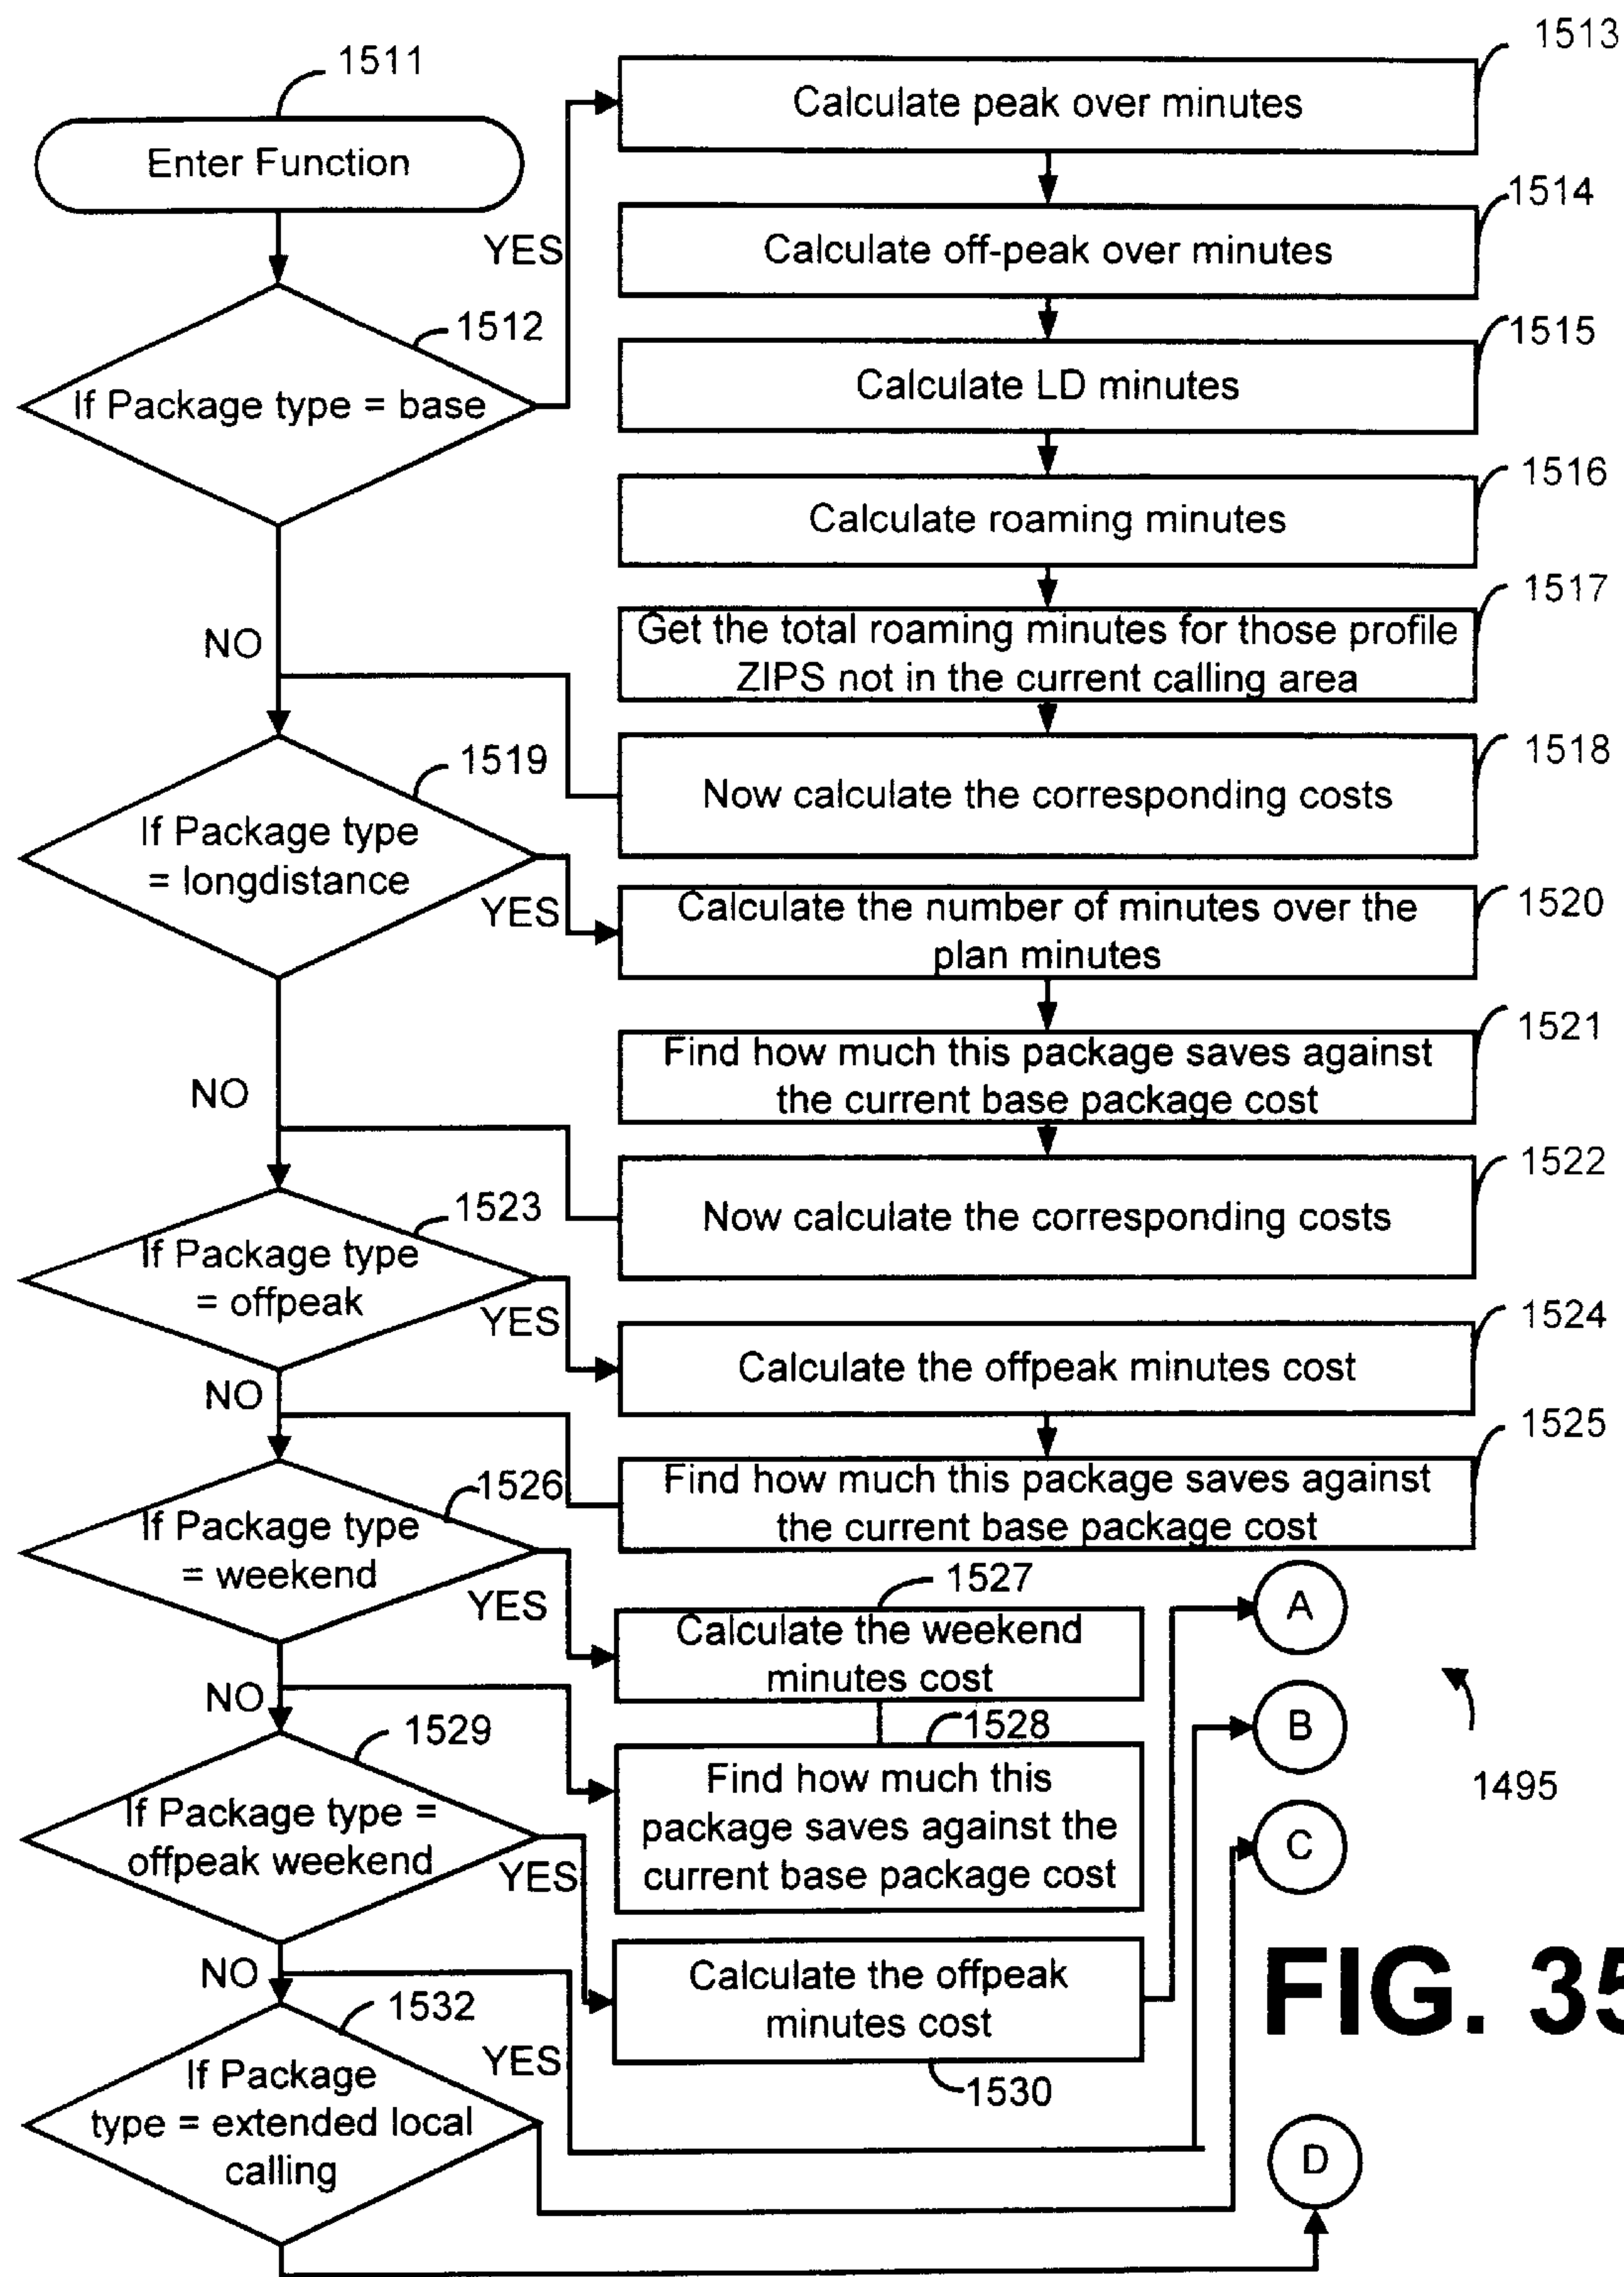 1511
Enter Function
1512
If Package type = base
YES
NO
1513
Calculate peak over minutes
1514
Calculate off-peak over minutes
1515
Calculate LD minutes
1516
Calculate roaming minutes
1517
Get the total roaming minutes for those profile
ZIPS not in the current calling area
1518
Now calculate the corresponding costs
1519
If Package type
= longdistance
YES
NO
1520
Calculate the number of minutes over the
plan minutes
1521
Find how much this package saves against
the current base package cost
1522
Now calculate the corresponding costs
1523
If Package type
= offpeak
YES
NO
1524
Calculate the offpeak minutes cost
1525
Find how much this package saves against
the current base package cost
1526
If Package type
= weekend
YES
NO
1527
Calculate the weekend
minutes cost
1528
Find how much this
package saves against the
current base package cost
1529
If Package type =
offpeak weekend
YES
NO
Calculate the offpeak
minutes cost
1530
1532
If Package
type = extended local
calling
YES
A
B
C
D
1495
FIG. 35